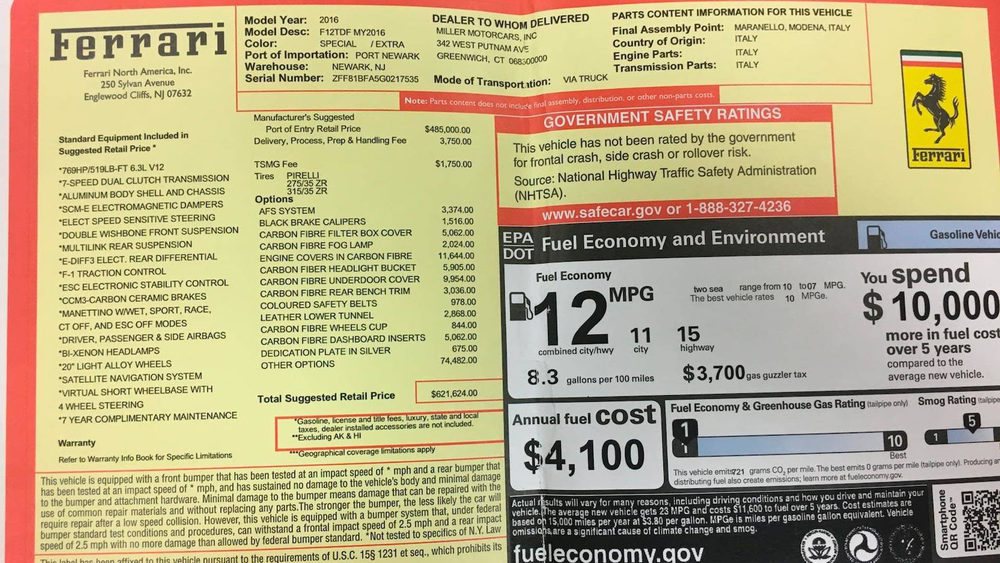 Ferrari
Ferrari North America, Inc.
250 Sylvan Avenue
Englewood Cliffs, NJ 07632
Model Year: 2016
Model Desc: F12TDF MY2016
Color: SPECIAL / EXTRA
Port of Importation: PORT NEWARK
Warehouse: NEWARK, NJ
Serial Number: ZFF81BFA5G0217535
DEALER TO WHOM DELIVERED
MILLER MOTORCARS, INC
342 WEST PUTNAM AVE
GREENWICH, CT 068300000
Mode of Transportation: VIA TRUCK
PARTS CONTENT IMFORMATION FOR THIS VEHICLE
Final Assembly Point: MARANELLO, MODENA, ITALY
Country of Origin: ITALY
Engine Parts: ITALY
Transmission Parts: ITALY
Note: Parts content does not include final assembly, distribution, or other non-parts costs.
Ferrari
Standard Equipment Included in
Suggested Retail Price *
*769HP/519LB-FT 6.3L V12
*7-SPEED DUAL CLUTCH TRANSMISSION
*ALUMINUM BODY SHELL AND CHASSIS
*SCM-E ELECTROMAGNETIC DAMPERS
*ELECT SPEED SENSITIVE STEERING
*DOUBLE WISHBONE FRONT SUSPENSION
*MULTILINK REAR SUSPENSION
*E-DIFF3 ELECT. REAR DIFFERENTIAL
*F-1 TRACTION CONTROL
*ESC ELECTRONIC STABILITY CONTROL
*CCM3-CARBON CERAMIC BRAKES
*MANETTINO W/WET, SPORT, RACE,
CT OFF, AND ESC OFF MODES
*DRIVER, PASSENGER & SIDE AIRBAGS
*BI-XENON HEADLAMPS
*20" LIGHT ALLOY WHEELS
*SATELLITE NAVIGATION SYSTEM
*VIRTUAL SHORT WHEELBASE WITH
4 WHEEL STEERING
*7 YEAR COMPLIMENTARY MAINTENANCE
Warranty
Refer to Warranty Info Book for Specific Limitations
Manufacturer's Suggested
Port of Entry Retail Price $485,000.00
Delivery, Process, Prep & Handling Fee 3,750.00
TSMG Fee $1,750.00
Tires PIRELLI
275/35 ZR
315/35 ZR
Options
AFS SYSTEM 3,374.00
BLACK BRAKE CALIPERS 1,516.00
CARBON FIBRE FILTER BOX COVER 5,062.00
CARBON FIBRE FOG LAMP 2,024.00
ENGINE COVERS IN CARBON FIBRE 11,644.00
CARBON FIBER HEADLIGHT BUCKET 5,905.00
CARBON FIBRE UNDERDOOR COVER 9,954.00
CARBON FIBRE REAR BENCH TRIM 3,036.00
COLOURED SAFETY BELTS 978.00
LEATHER LOWER TUNNEL 2,868.00
CARBON FIBRE WHEELS CUP 844.00
CARBON FIBRE DASHBOARD INSERTS 5,062.00
DEDICATION PLATE IN SILVER 675.00
OTHER OPTIONS 74,482.00
Total Suggested Retail Price $621,624.00
*Gasoline, license and title fees, luxury, state and local
taxes, dealer installed accessories are not included.
**Excluding AK & HI
***Geographical coverage limitations apply
This vehicle is equipped with a front bumper that has been tested at an impact speed of * mph and a rear bumper that
has been tested at an impact speed of * mph, and has sustained no damage to the vehicle's body and minimal damage
to the bumper and attachment hardware. Minimal damage to the bumper means damage that can be repaired with the
use of common repair materials and without replacing any parts.The stronger the bumper, the less likely the car will
require repair after a low speed collision. However, this vehicle is equipped with a bumper system that, under federal
bumper standard test conditions and procedures, can withstand a frontal impact speed of 2.5 mph and a rear impact
speed of 2.5 mph with no more damage than allowed by federal bumper standard. *Not tested to specifics of N.Y. Law
This label has been affixed to this vehicle pursuant to the requirements of U.S.C. 15§ 1231 et seq., which prohibits its
GOVERNMENT SAFETY RATINGS
This vehicle has not been rated by the government
for frontal crash, side crash or rollover risk.
Source: National Highway Traffic Safety Administration
(NHTSA).
www.safecar.gov or 1-888-327-4236
EPA
DOT
Fuel Economy and Environment
Gasoline Vehic
Fuel Economy
12 MPG
combined city/hwy
11
city
15
highway
two sea range from 10 to07 MPG.
The best vehicle rates 10 MPGe.
8.3 gallons per 100 miles
$3,700 gas guzzler tax
You spend
$10,000
more in fuel cost
over 5 years
compared to the
average new vehicle.
Annual fuel cost
$4,100
Fuel Economy & Greenhouse Gas Rating (tailpipe only)
1
1
10
Best
Smog Rating (tailpipe
5
1
This vehicle emits721 grams CO2 per mile. The best emits 0 grams per mile (tailpipe only). Producing an
distributing fuel also create emissions; learn more at fueleconomy.gov.
Actual results will vary for many reasons, including driving conditions and how you drive and maintain your
vehicle.The average new vehicle gets 23 MPG and costs $11,600 to fuel over 5 years. Cost estimates are
based on 15,000 miles per year at $3.80 per gallon. MPGe is miles per gasoline gallon equivalent. Vehicle
omissions are a significant cause of climate change and smog.
fueleconomy.gov
Smartphone
QR Code™